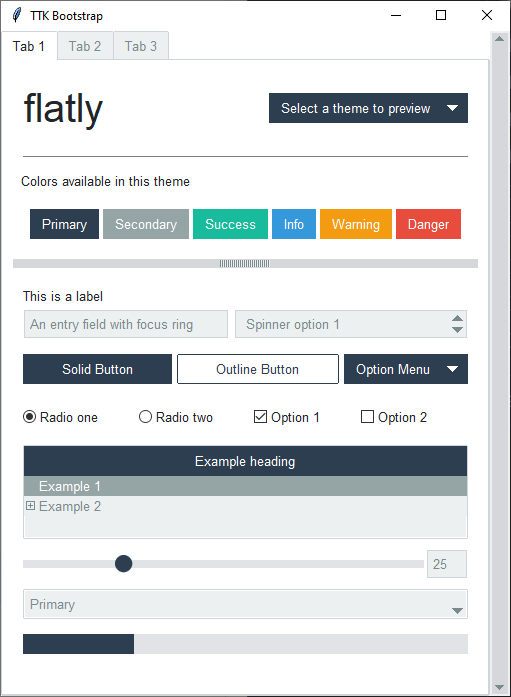 TTK Bootstrap
Tab 1 Tab 2 Tab 3
flatly
Select a theme to preview
Colors available in this theme
Primary Secondary Success Info Warning Danger
This is a label
An entry field with focus ring Spinner option 1
Solid Button Outline Button Option Menu
Radio one Radio two Option 1 Option 2
Example heading
Example 1
Example 2
25
Primary